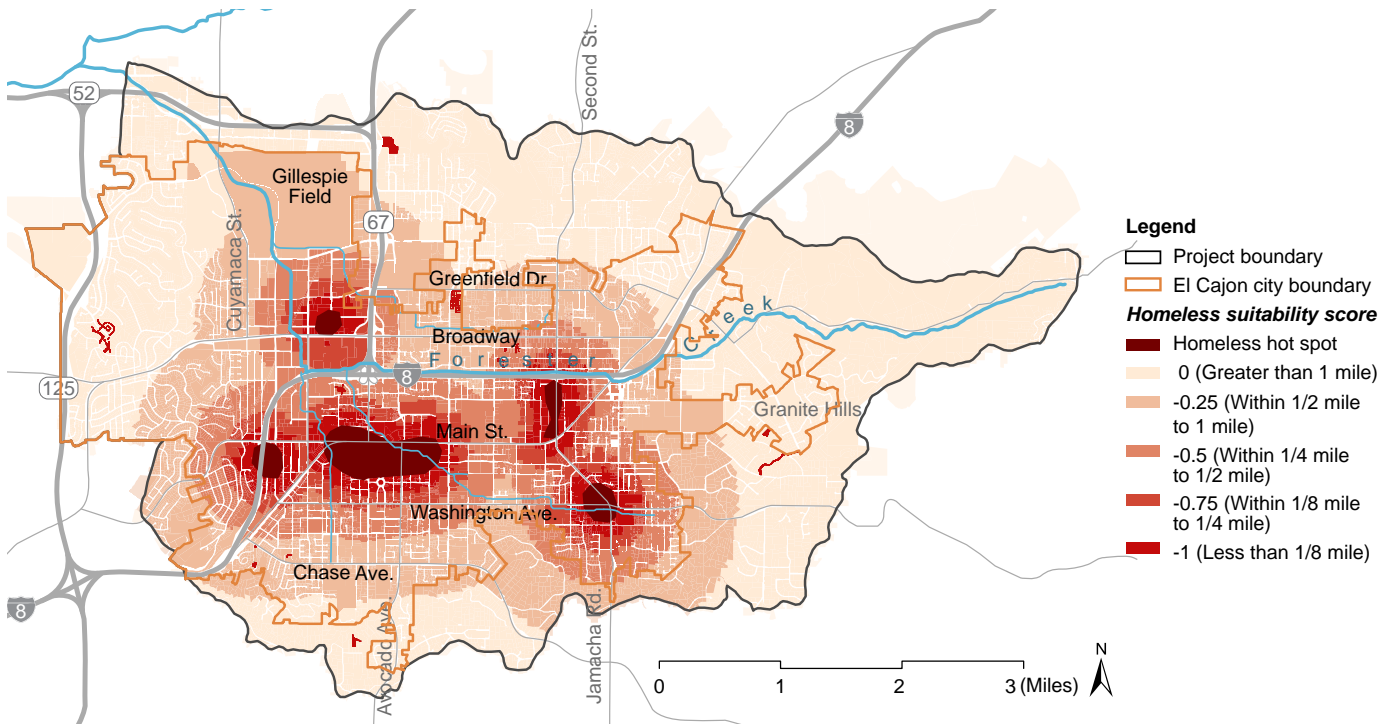 Second St.
52
8
Gillespie
Field
67
Cuyamaca St.
Greenfield Dr.
Creek
Broadway
Forester
8
125
Granite Hills
Main St.
Washington Ave.
Chase Ave.
8
Avocado Ave.
Jamacha Rd.
Legend
Project boundary
El Cajon city boundary
Homeless suitability score
Homeless hot spot
0 (Greater than 1 mile)
-0.25 (Within 1/2 mile
to 1 mile)
-0.5 (Within 1/4 mile
to 1/2 mile)
-0.75 (Within 1/8 mile
to 1/4 mile)
-1 (Less than 1/8 mile)
N
0 1 2 3 (Miles)